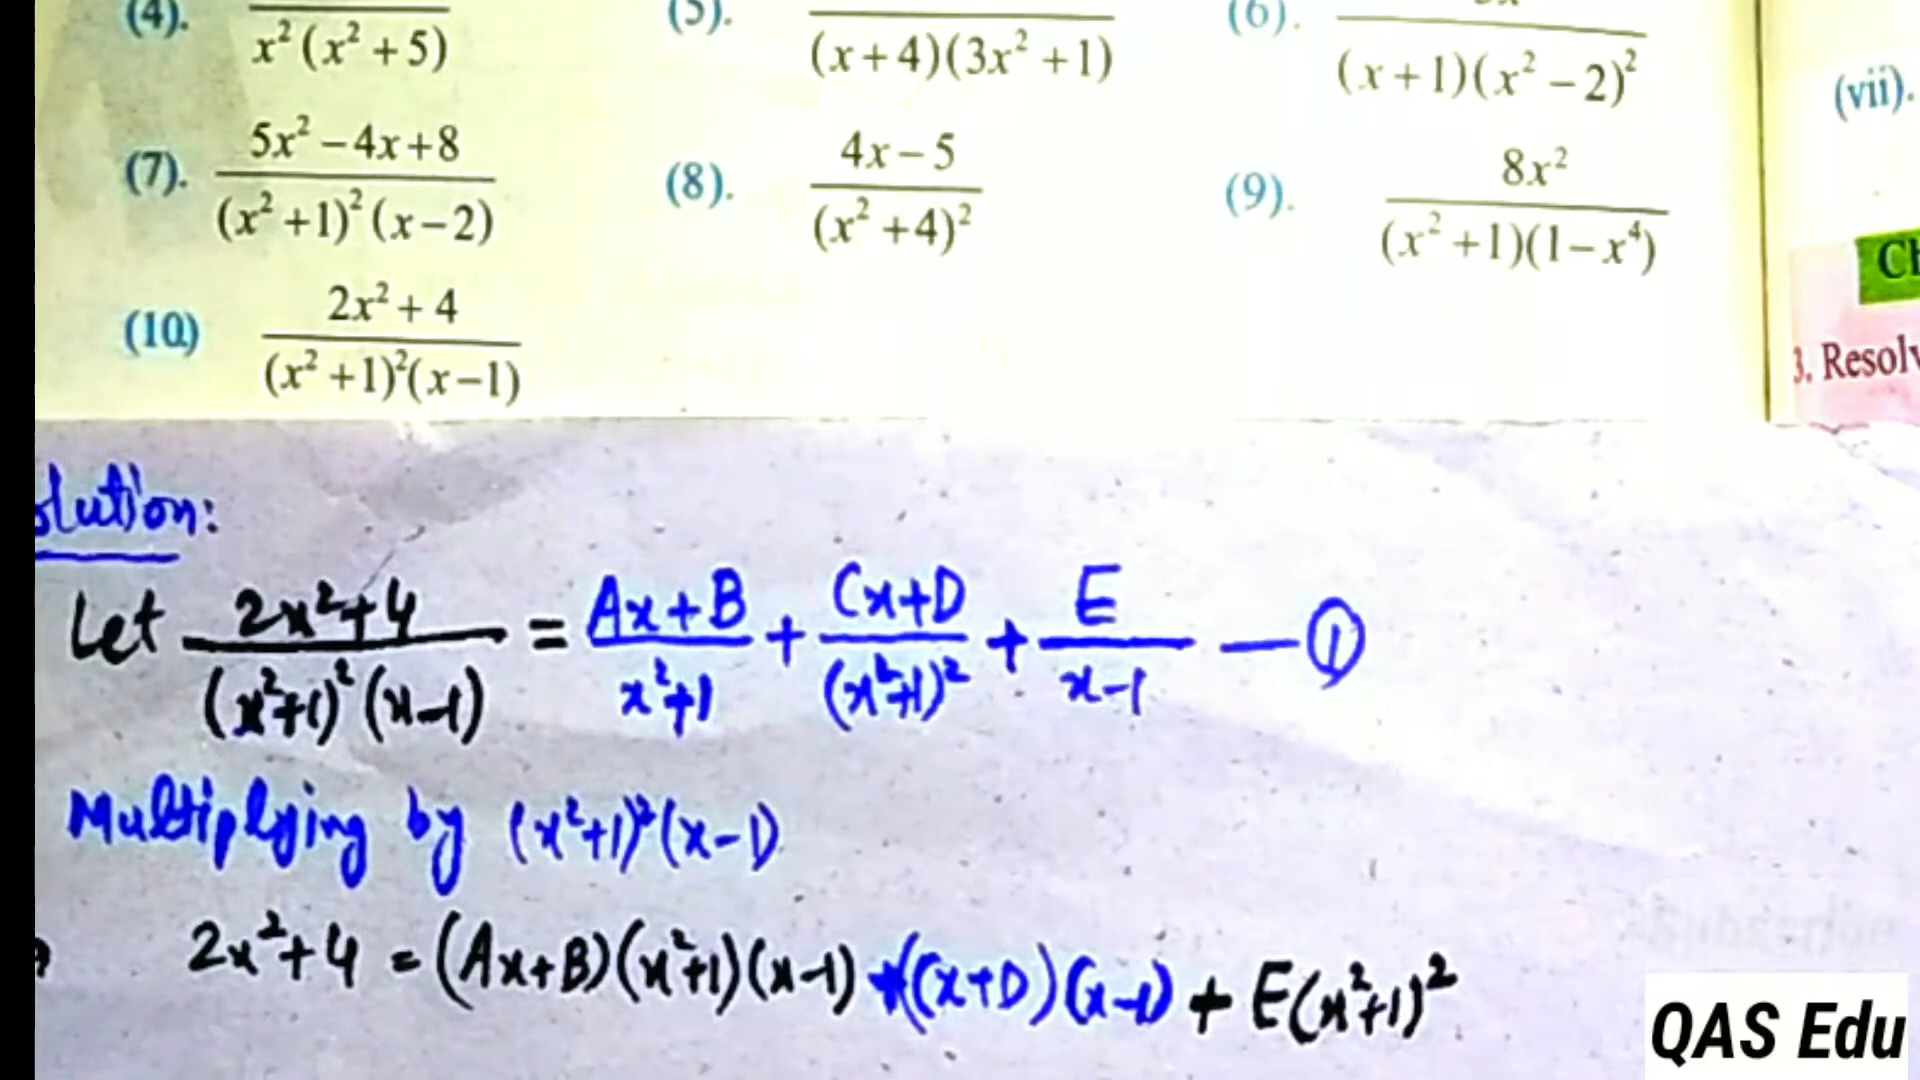 (4). x²(x²+5) (5). (x+4)(3x²+1) (6). (x+1)(x²−2)²
(vii).
(7). 5x²−4x+8 / (x²+1)²(x−2) (8). 4x−5 / (x²+4)² (9). 8x² / (x²+1)(1−x⁴)
(10) 2x²+4 / (x²+1)²(x−1)
3. Resolv
lution:
Let 2x²+4 / (x²+1)²(x-1) = Ax+B / x²+1 + Cx+D / (x²+1)² + E / x-1 — ①
Multiplying by (x²+1)²(x-1)
2x²+4 = (Ax+B)(x²+1)(x-1) + (Cx+D)(x-1) + E(x²+1)²
Subscribe
QAS Edu